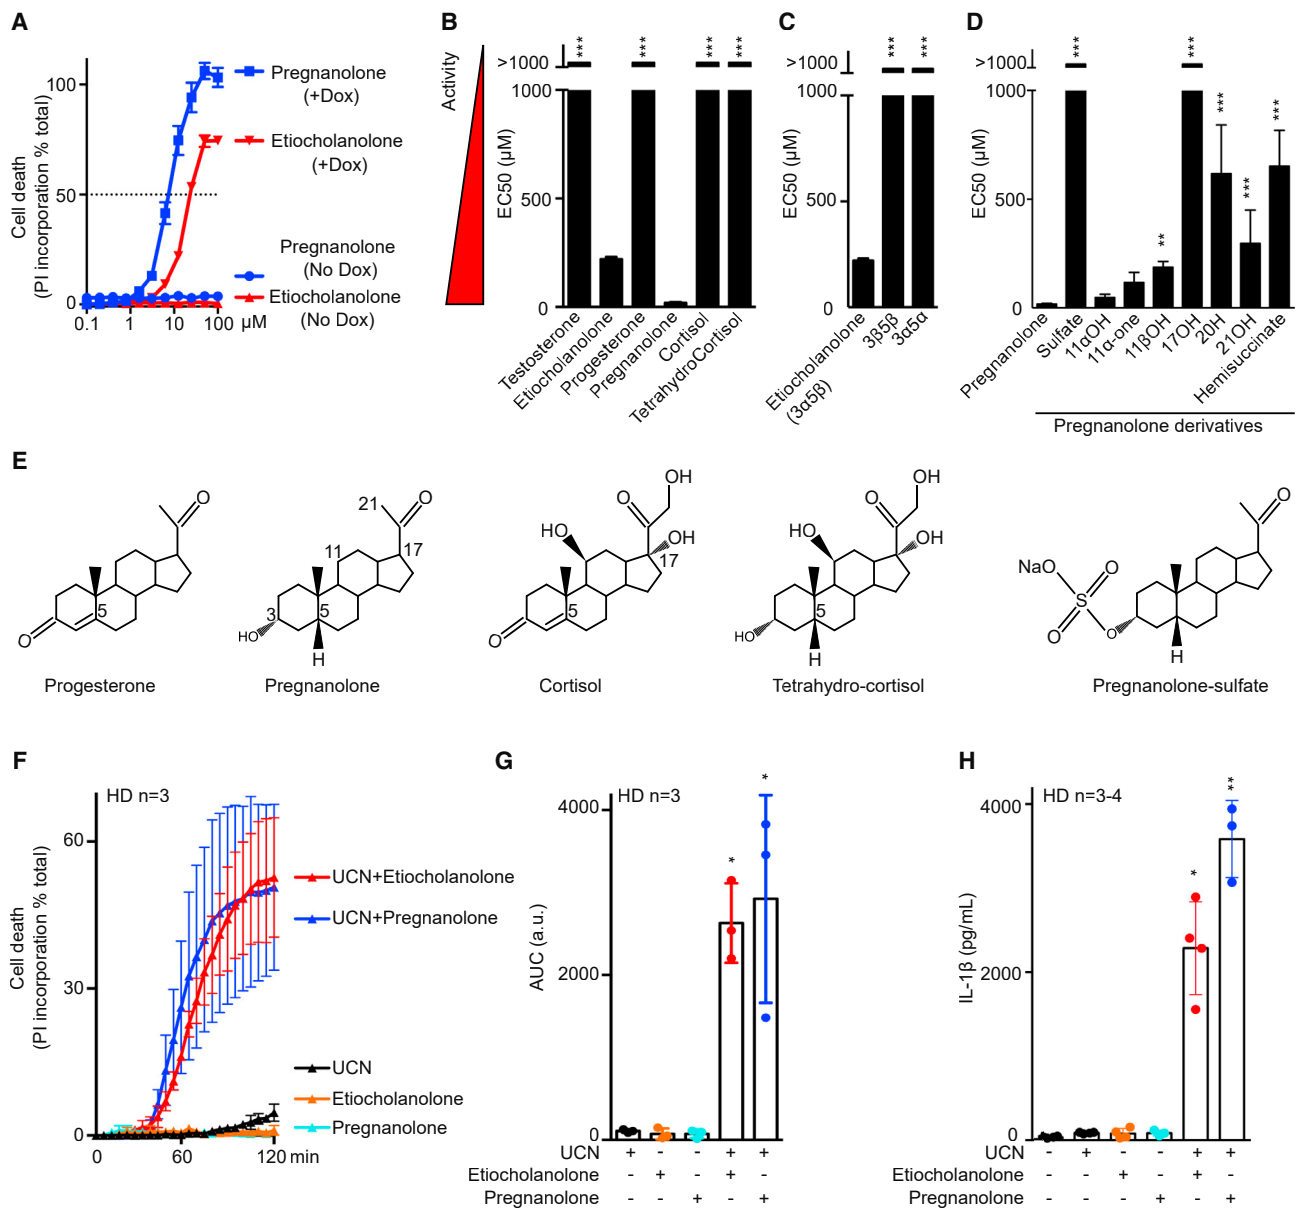 A
Cell death
(PI incorporation % total)
100
50
0
0.1
1
10
100
µM
Pregnanolone
(+Dox)
Etiocholanolone
(+Dox)
Pregnanolone
(No Dox)
Etiocholanolone
(No Dox)
B
Activity
EC50 (µM)
>1000
1000
500
0
***
***
***
***
Testosterone
Etiocholanolone
Progesterone
Pregnanolone
Cortisol
TetrahydroCortisol
C
EC50 (µM)
>1000
1000
500
0
***
***
Etiocholanolone
(3α5β)
3β5β
3α5α
D
EC50 (µM)
>1000
1000
500
0
***
**
***
***
***
***
Pregnanolone
Sulfate
11αOH
11α-one
11βOH
17OH
20H
21OH
Hemisuccinate
Pregnanolone derivatives
E
O
O
5
Progesterone
21
O
11
17
3
5
HO
H
Pregnanolone
OH
O
HO
OH
17
5
O
Cortisol
OH
O
HO
OH
5
HO
H
Tetrahydro-cortisol
O
NaO
O
S
O
O
H
Pregnanolone-sulfate
F
HD n=3
Cell death
(PI incorporation % total)
60
30
0
0
60
120 min
UCN+Etiocholanolone
UCN+Pregnanolone
UCN
Etiocholanolone
Pregnanolone
G
HD n=3
AUC (a.u.)
4000
2000
0
*
*
UCN + - - + +
Etiocholanolone - + - + -
Pregnanolone - - + - +
H
HD n=3-4
IL-1β (pg/mL)
4000
2000
0
*
**
UCN - + - - + +
Etiocholanolone - - + - + -
Pregnanolone - - - + - +